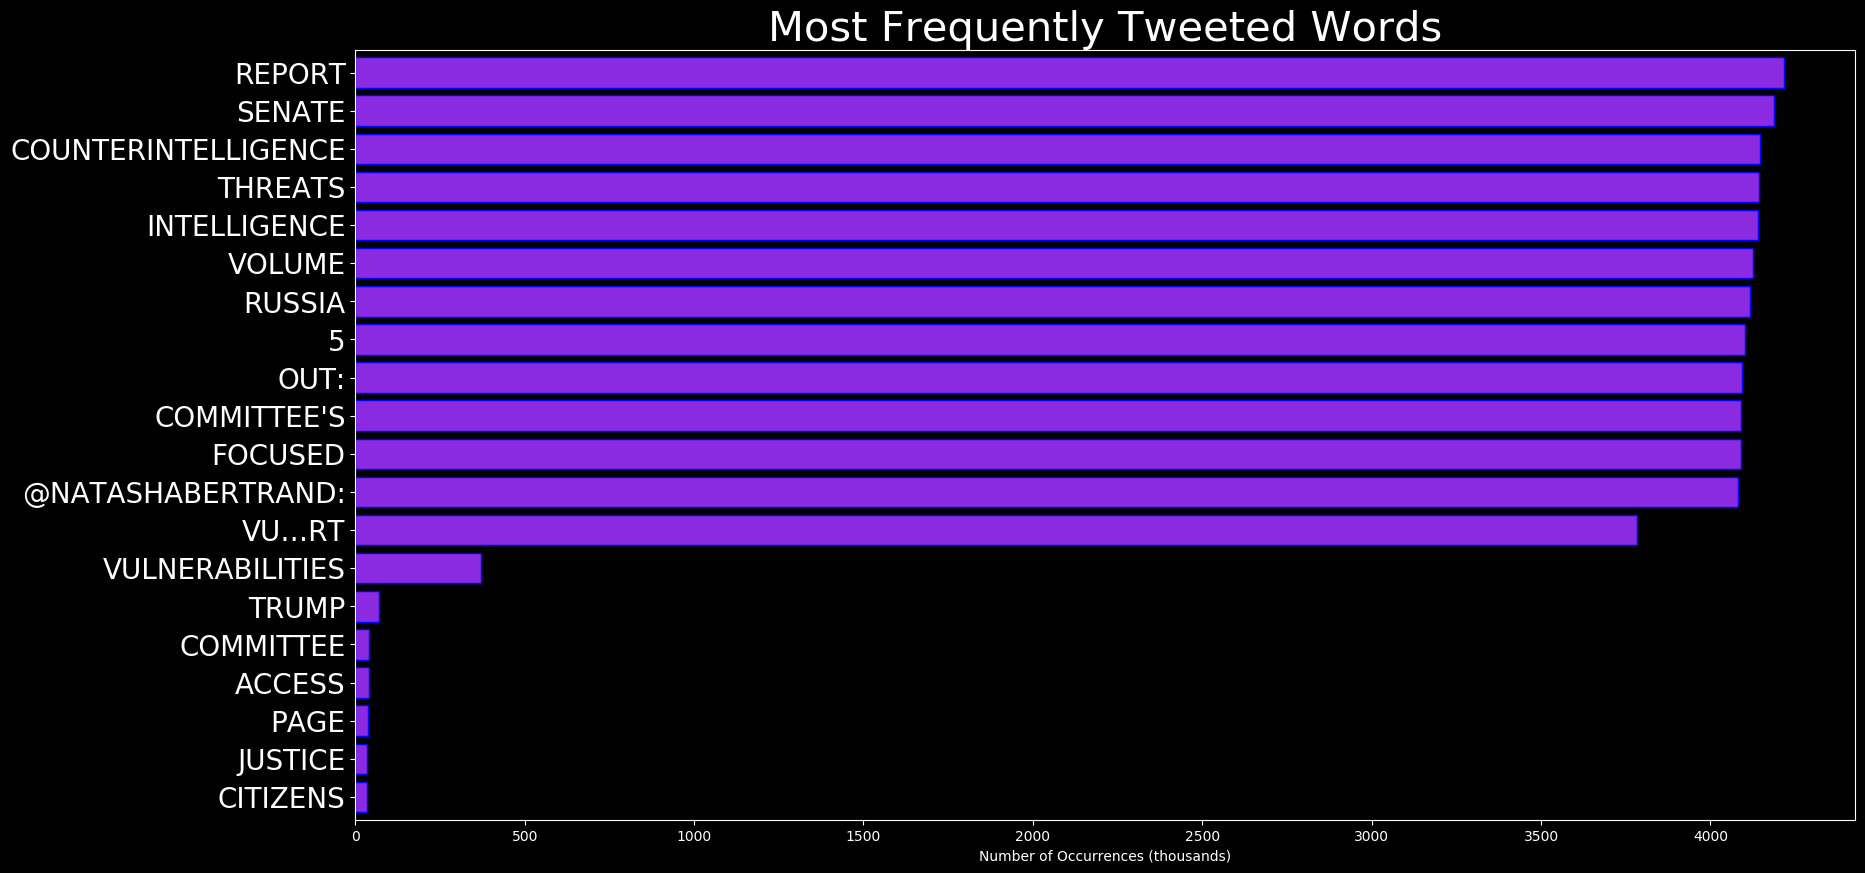 Most Frequently Tweeted Words
REPORT
SENATE
COUNTERINTELLIGENCE
THREATS
INTELLIGENCE
VOLUME
RUSSIA
5
OUT:
COMMITTEE'S
FOCUSED
@NATASHABERTRAND:
VU…RT
VULNERABILITIES
TRUMP
COMMITTEE
ACCESS
PAGE
JUSTICE
CITIZENS
0 500 1000 1500 2000 2500 3000 3500 4000
Number of Occurrences (thousands)